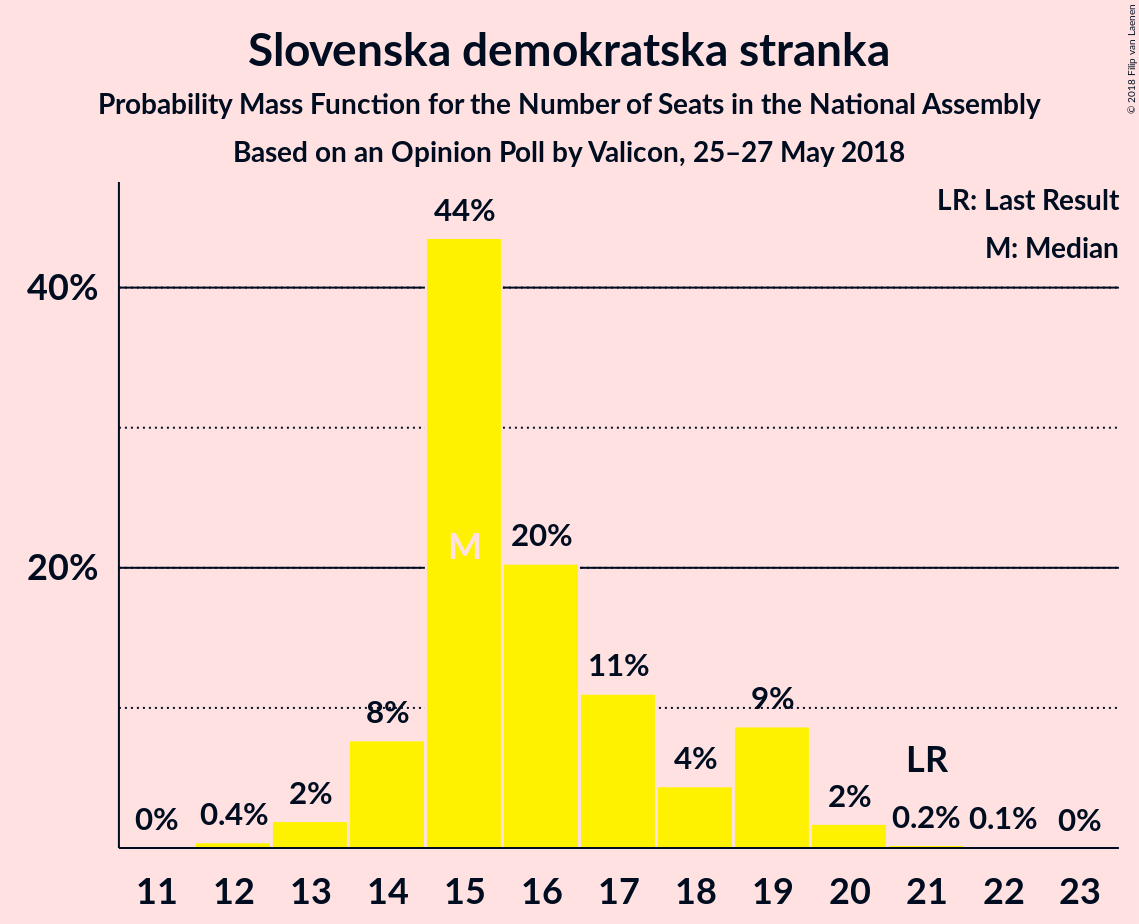 Slovenska demokratska stranka
Probability Mass Function for the Number of Seats in the National Assembly
Based on an Opinion Poll by Valicon, 25–27 May 2018
© 2018 Filip van Laenen
LR: Last Result
M: Median
40%
20%
0%
0.4%
2%
8%
44%
M
20%
11%
4%
9%
2%
LR
0.2%
0.1%
0%
11 12 13 14 15 16 17 18 19 20 21 22 23